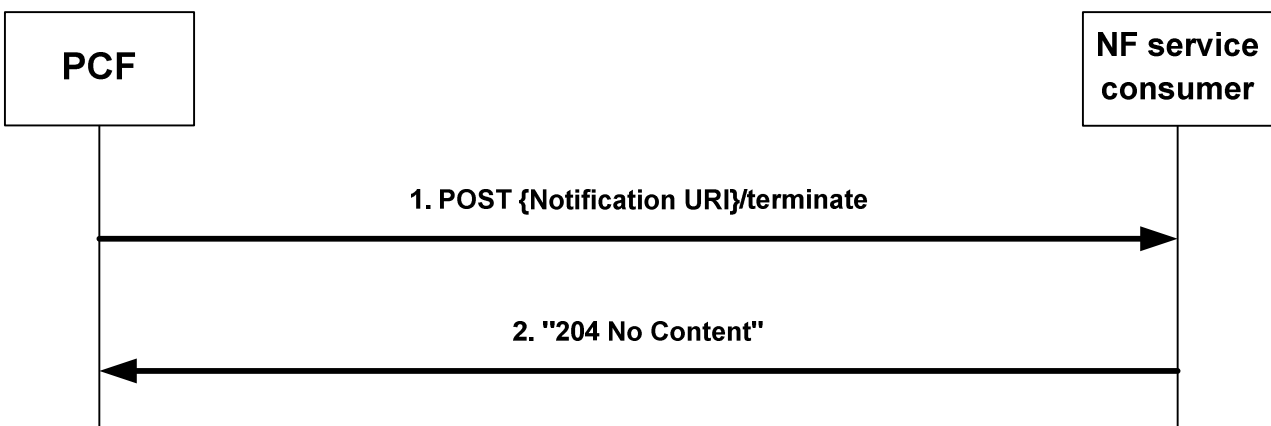 PCF
NF service
consumer
1. POST {Notification URI}/terminate
2. "204 No Content"